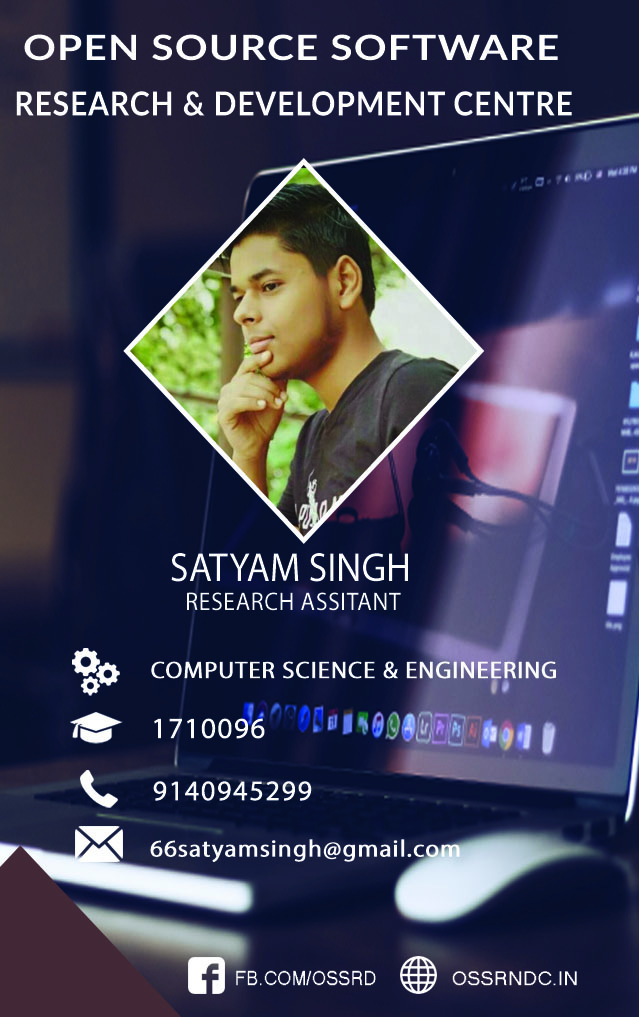 OPEN SOURCE SOFTWARE
RESEARCH & DEVELOPMENT CENTRE
SATYAM SINGH
RESEARCH ASSITANT
COMPUTER SCIENCE & ENGINEERING
1710096
9140945299
66satyamsingh@gmail.com
FB.COM/OSSRD
OSSRNDC.IN